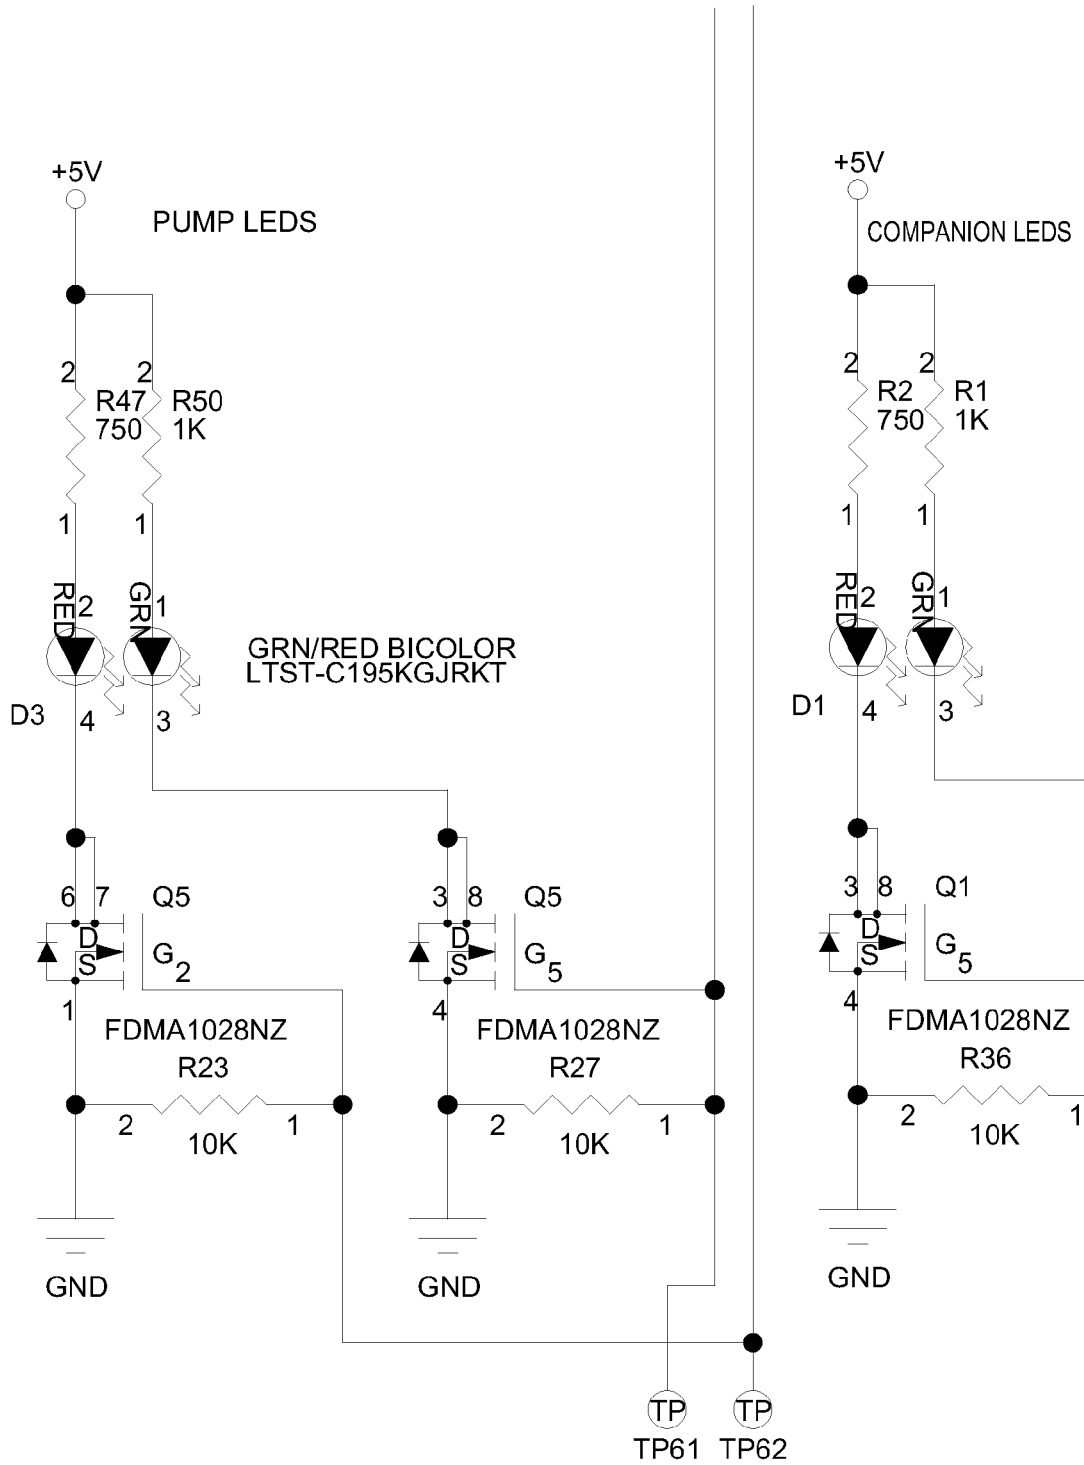 +5V
PUMP LEDS
2
2
R47
750
R50
1K
1
1
RED
2
GRN
1
GRN/RED BICOLOR
LTST-C195KGJRKT
D3
4
3
6
7
Q5
D
S
G
2
1
FDMA1028NZ
R23
2
1
10K
GND
3
8
Q5
D
S
G
5
4
FDMA1028NZ
R27
2
1
10K
GND
TP
TP
TP61
TP62
+5V
COMPANION LEDS
2
2
R2
750
R1
1K
1
1
RED
2
GRN
1
D1
4
3
3
8
Q1
D
S
G
5
4
FDMA1028NZ
R36
2
1
10K
GND